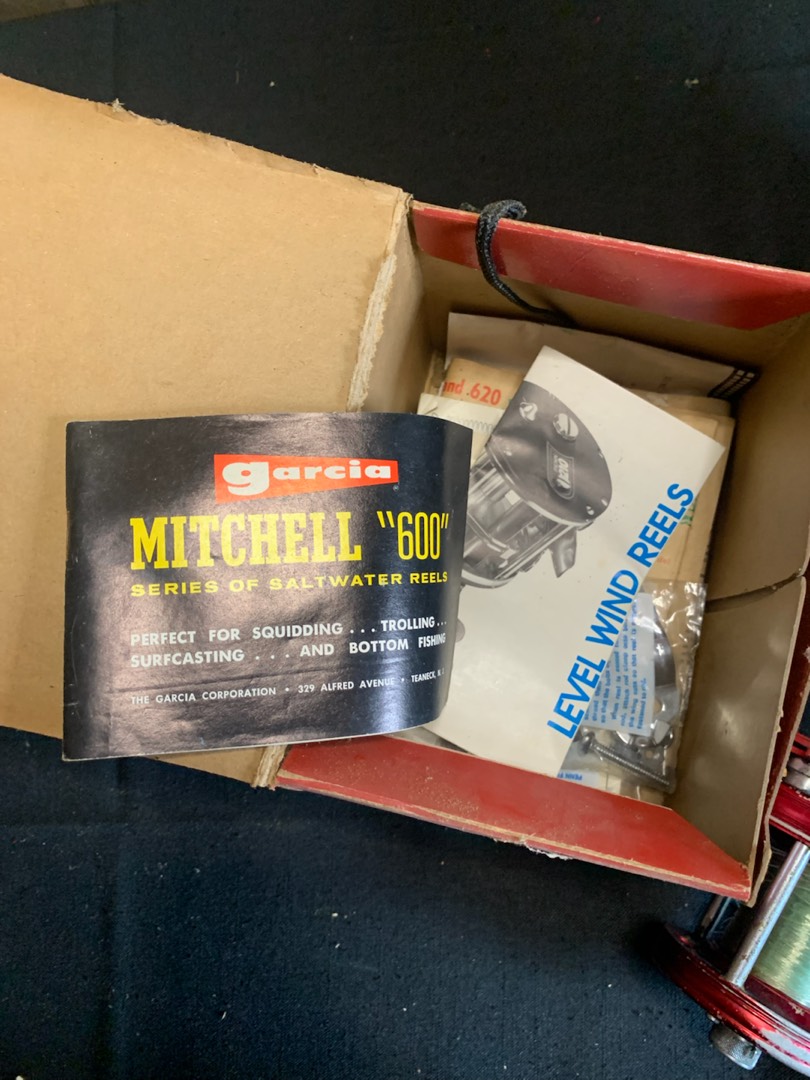 garcia
MITCHELL "600"
SERIES OF SALTWATER REELS
PERFECT FOR SQUIDDING . . . TROLLING . . .
SURFCASTING . . . AND BOTTOM FISHING
THE GARCIA CORPORATION • 329 ALFRED AVENUE • TEANECK, N.
and .620
LEVEL WIND REELS